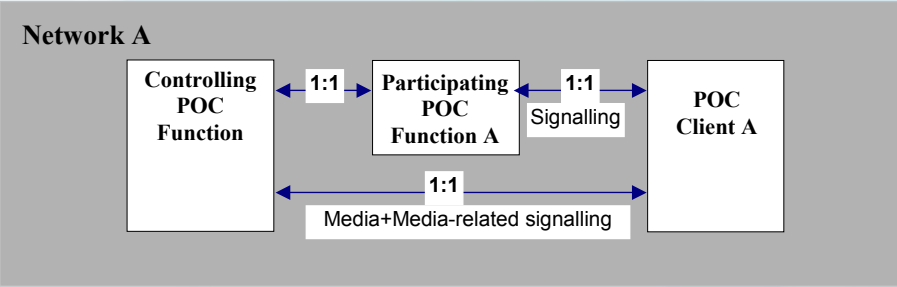 Network A
Controlling
POC
Function
1:1
Participating
POC
Function A
1:1
Signalling
POC
Client A
1:1
Media+Media-related signalling